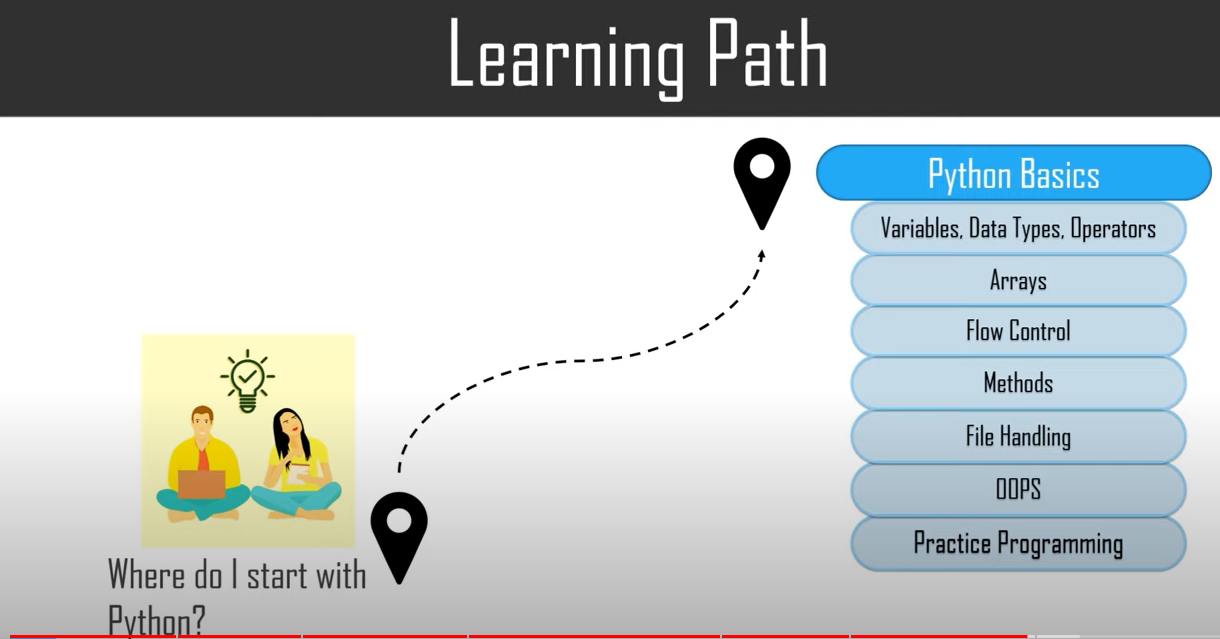 Learning Path
Python Basics
Variables, Data Types, Operators
Arrays
Flow Control
Methods
File Handling
OOPS
Practice Programming
Where do I start with
Python?